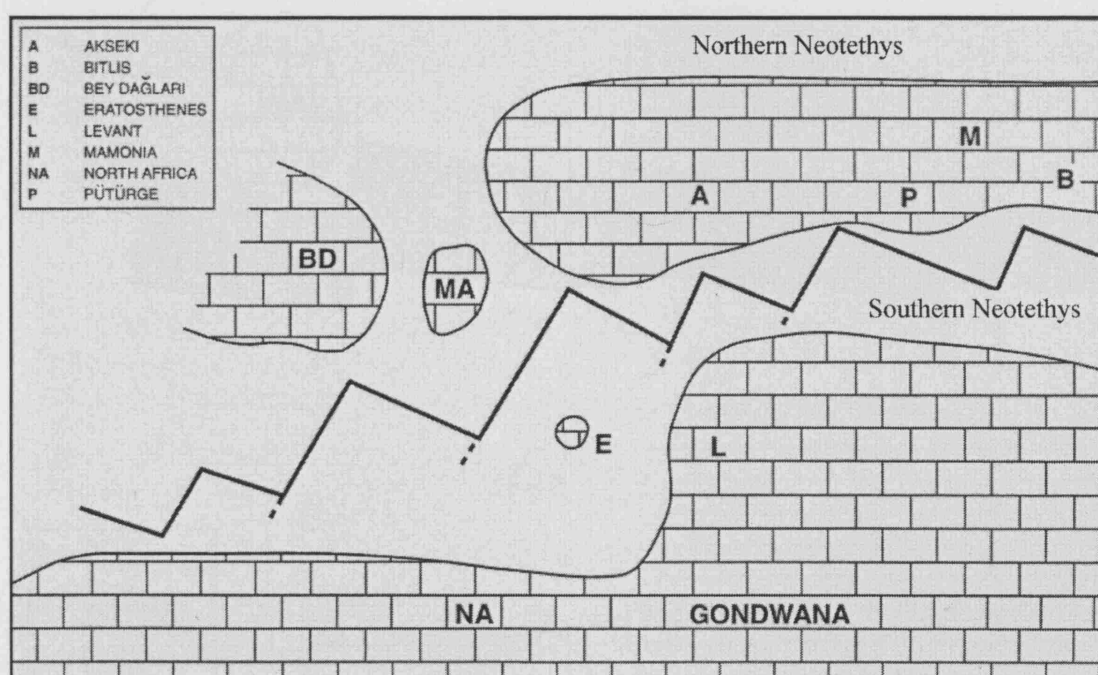 A AKSEKI
B BITLIS
BD BEY DAĞLARI
E ERATOSTHENES
L LEVANT
M MAMONIA
NA NORTH AFRICA
P PÜTÜRGE
Northern Neotethys
M
B
A
P
BD
MA
Southern Neotethys
E
L
NA
GONDWANA